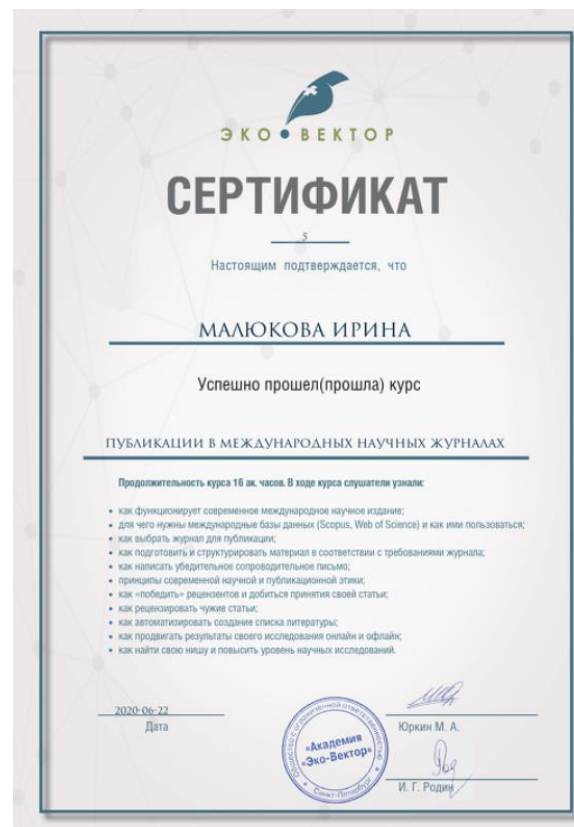 ЭКО ВЕКТОР
СЕРТИФИКАТ
5
Настоящим подтверждается, что
МАЛЮКОВА ИРИНА
Успешно прошел(прошла) курс
ПУБЛИКАЦИИ В МЕЖДУНАРОДНЫХ НАУЧНЫХ ЖУРНАЛАХ
Продолжительность курса 16 ак. часов. В ходе курса слушатели узнали:
• как функционирует современное международное научное издание;
• для чего нужны международные базы данных (Scopus, Web of Science) и как ими пользоваться;
• как выбрать журнал для публикации;
• как подготовить и структурировать материал в соответствии с требованиями журнала;
• как написать убедительное сопроводительное письмо;
• принципы современной научной и публикационной этики;
• как «победить» рецензентов и добиться принятия своей статьи;
• как рецензировать чужие статьи;
• как автоматизировать создание списка литературы;
• как продвигать результаты своего исследования онлайн и офлайн;
• как найти свою нишу и повысить уровень научных исследований.
2020-06-22
Дата
Общество с ограниченной ответственностью
«Академия
«Эко-Вектор»
Санкт-Петербург
Юркин М. А.
И. Г. Родин